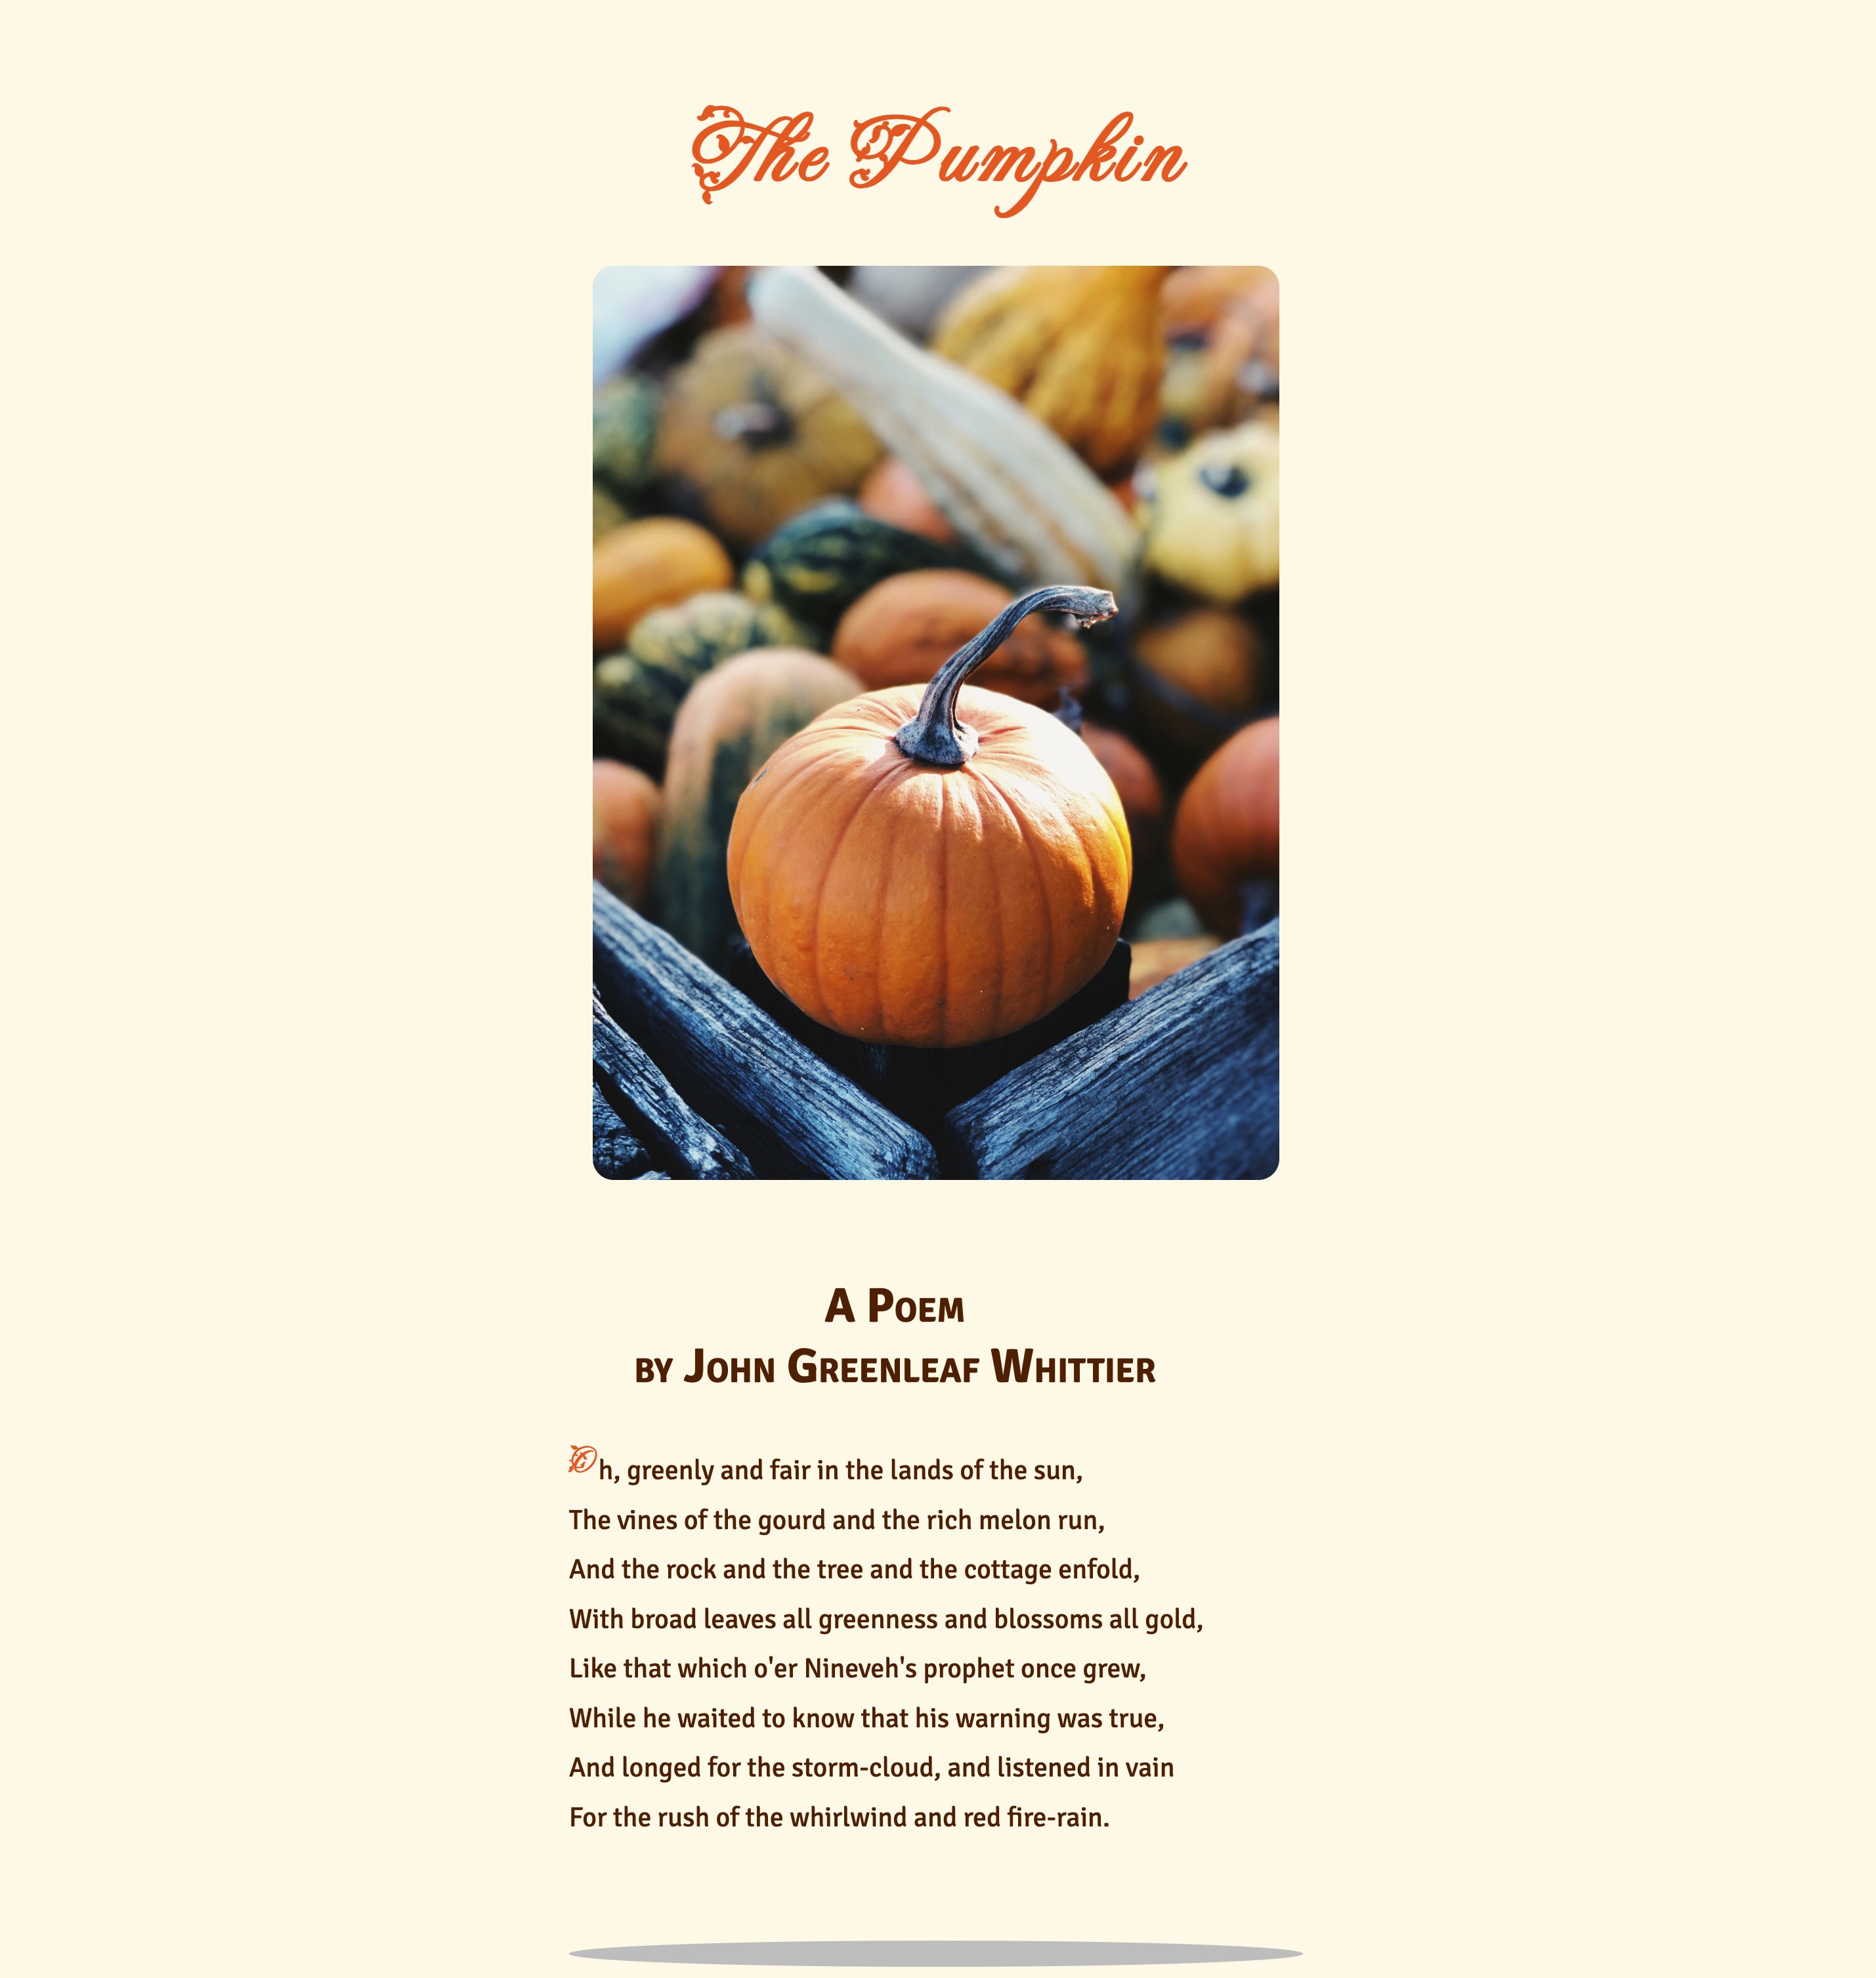 The Pumpkin
A Poem
by John Greenleaf Whittier
Oh, greenly and fair in the lands of the sun,
The vines of the gourd and the rich melon run,
And the rock and the tree and the cottage enfold,
With broad leaves all greenness and blossoms all gold,
Like that which o'er Nineveh's prophet once grew,
While he waited to know that his warning was true,
And longed for the storm-cloud, and listened in vain
For the rush of the whirlwind and red fire-rain.